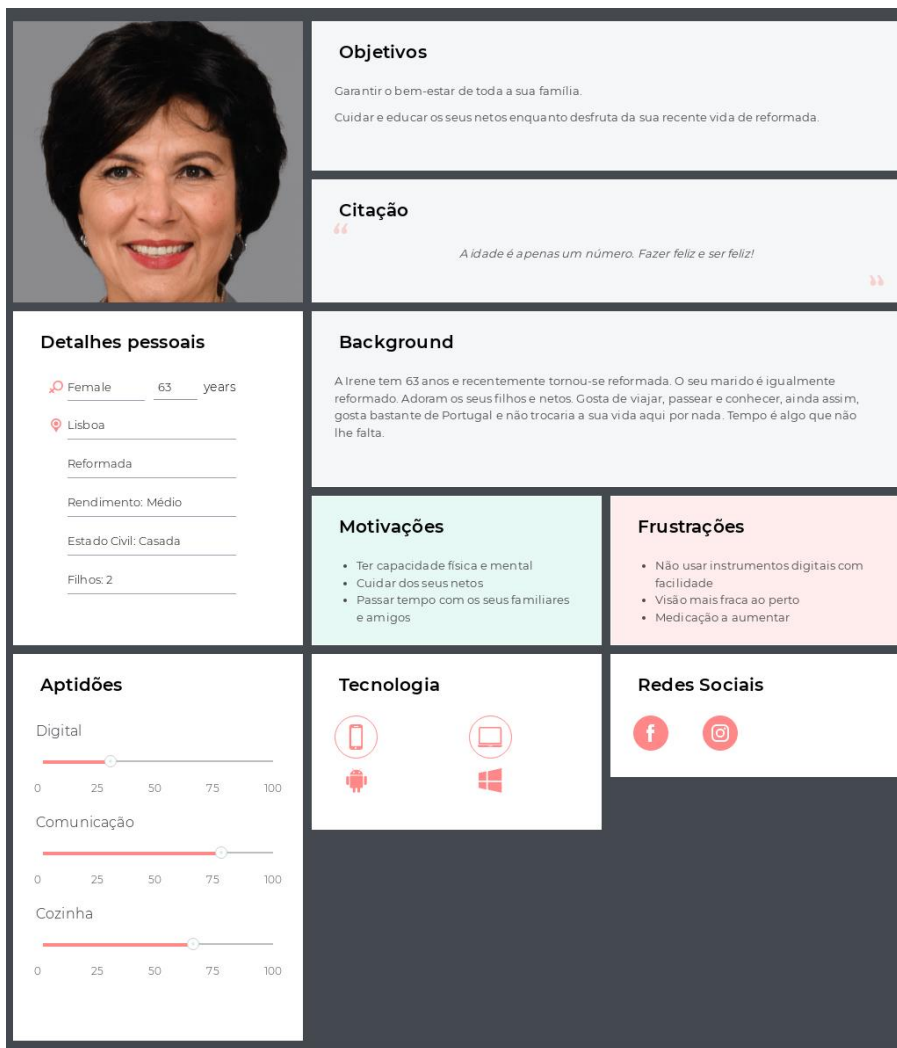 Objetivos
Garantir o bem-estar de toda a sua família.
Cuidar e educar os seus netos enquanto desfruta da sua recente vida de reformada.
Citação
“
A idade é apenas um número. Fazer feliz e ser feliz!
”
Detalhes pessoais
Female 63 years
Lisboa
Reformada
Rendimento: Médio
Estado Civil: Casada
Filhos: 2
Background
A Irene tem 63 anos e recentemente tornou-se reformada. O seu marido é igualmente
reformado. Adoram os seus filhos e netos. Gosta de viajar, passear e conhecer, ainda assim,
gosta bastante de Portugal e não trocaria a sua vida aqui por nada. Tempo é algo que não
lhe falta.
Motivações
• Ter capacidade física e mental
• Cuidar dos seus netos
• Passar tempo com os seus familiares
e amigos
Frustrações
• Não usar instrumentos digitais com
facilidade
• Visão mais fraca ao perto
• Medicação a aumentar
Aptidões
Digital
0 25 50 75 100
Comunicação
0 25 50 75 100
Cozinha
0 25 50 75 100
Tecnologia
Redes Sociais